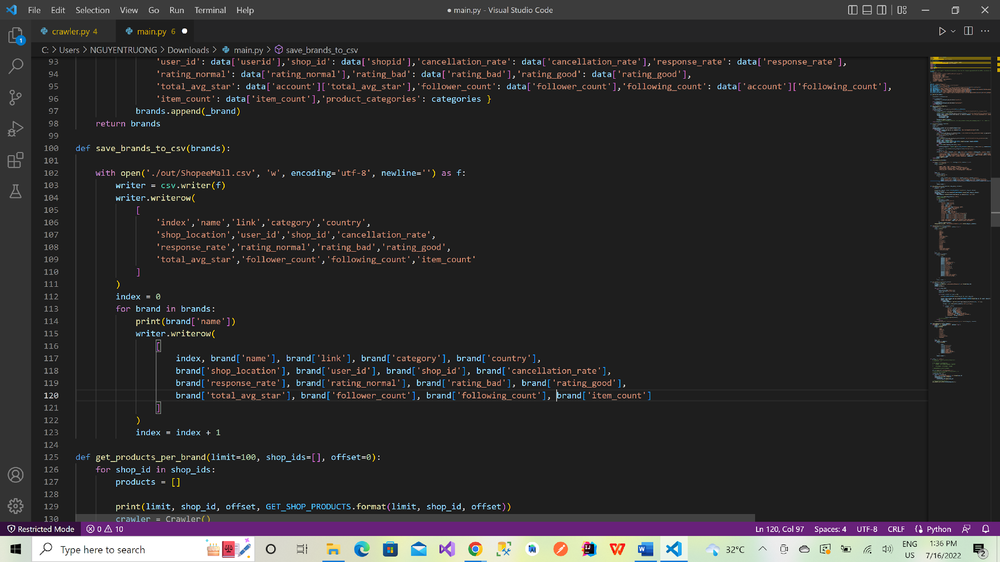 File Edit Selection View Go Run Terminal Help
● main.py - Visual Studio Code
crawler.py 4
main.py 6
C: > Users > NGUYENTRUONG > Downloads > main.py > save_brands_to_csv
93 'user_id': data['userid'],'shop_id': data['shopid'],'cancellation_rate': data['cancellation_rate'],'response_rate': data['response_rate'],
94 'rating_normal': data['rating_normal'],'rating_bad': data['rating_bad'],'rating_good': data['rating_good'],
95 'total_avg_star': data['account']['total_avg_star'],'follower_count': data['follower_count'],'following_count': data['account']['following_count'],
96 'item_count': data['item_count'],'product_categories': categories }
97 brands.append(_brand)
98 return brands
99
100 def save_brands_to_csv(brands):
101
102 with open('./out/ShopeeMall.csv', 'w', encoding='utf-8', newline='') as f:
103 writer = csv.writer(f)
104 writer.writerow(
105 [
106 'index','name','link','category','country',
107 'shop_location','user_id','shop_id','cancellation_rate',
108 'response_rate','rating_normal','rating_bad','rating_good',
109 'total_avg_star','follower_count','following_count','item_count'
110 ]
111 )
112 index = 0
113 for brand in brands:
114 print(brand['name'])
115 writer.writerow(
116 [
117 index, brand['name'], brand['link'], brand['category'], brand['country'],
118 brand['shop_location'], brand['user_id'], brand['shop_id'], brand['cancellation_rate'],
119 brand['response_rate'], brand['rating_normal'], brand['rating_bad'], brand['rating_good'],
120 brand['total_avg_star'], brand['follower_count'], brand['following_count'], brand['item_count']
121 ]
122 )
123 index = index + 1
124
125 def get_products_per_brand(limit=100, shop_ids=[], offset=0):
126 for shop_id in shop_ids:
127 products = []
128
129 print(limit, shop_id, offset, GET_SHOP_PRODUCTS.format(limit, shop_id, offset))
130 crawler = Crawler()
1
Restricted Mode 0 10 Ln 120, Col 97 Spaces: 4 UTF-8 CRLF Python
Type here to search
32°C
ENG
US
1:36 PM
7/16/2022
2